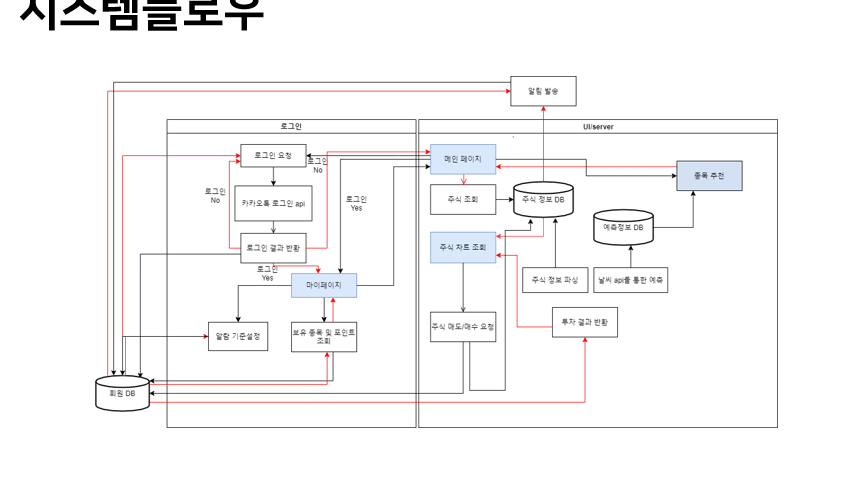 시스템플로우
알림 발송
로그인
UI/server
로그인 요청
로그인
No
메인 페이지
종목 추천
카카오톡 로그인 api
로그인
No
로그인
Yes
주식 조회
주식 정보 DB
예측정보 DB
로그인 결과 반환
주식 차트 조회
로그인
Yes
마이페이지
주식 정보 파싱
날씨 api를 통한 예측
알람 기준설정
보유 종목 및 포인트
조회
주식 매도/매수 요청
투자 결과 반환
회원 DB